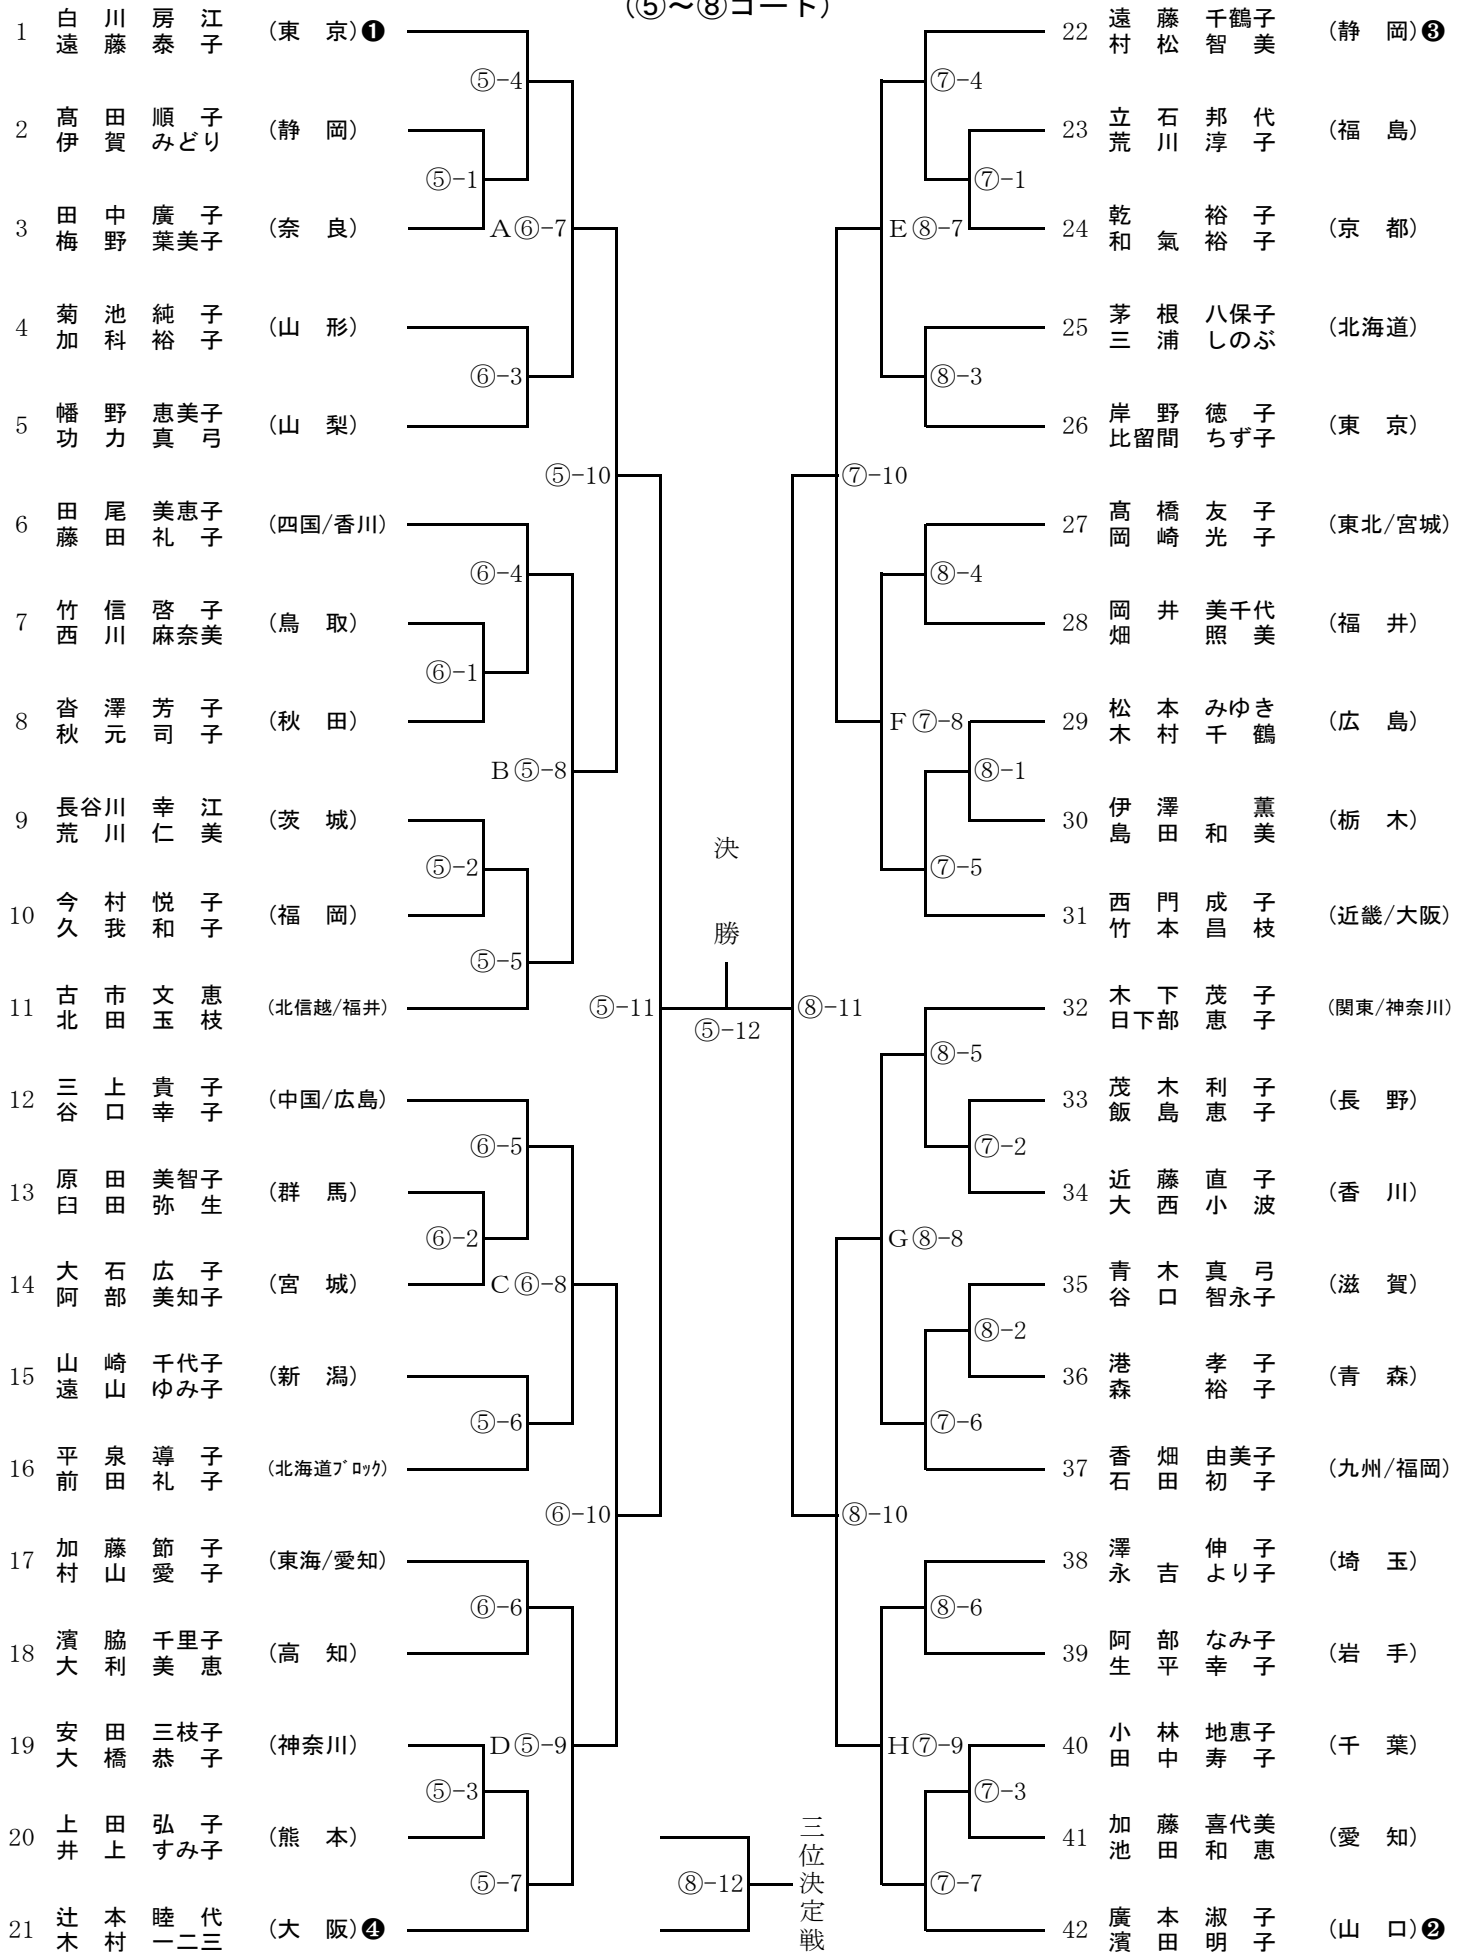 (⑤～⑧コート)
1 白川房江 (東京)❶
遠藤泰子
⑤-4
2 髙田順子 (静岡)
伊賀みどり
⑤-1
3 田中廣子 (奈良)
梅野葉美子
A⑥-7
4 菊池純子 (山形)
加科裕子
⑥-3
5 幡野恵美子 (山梨)
功力真弓
⑤-10
6 田尾美恵子 (四国/香川)
藤田礼子
⑥-4
7 竹信啓子 (鳥取)
西川麻奈美
⑥-1
8 沓澤芳子 (秋田)
秋元司子
B⑤-8
9 長谷川幸江 (茨城)
荒川仁美
⑤-2
10 今村悦子 (福岡)
久我和子
⑤-5
11 古市文恵 (北信越/福井)
北田玉枝
⑤-11
12 三上貴子 (中国/広島)
谷口幸子
⑥-5
13 原田美智子 (群馬)
臼田弥生
⑥-2
14 大石広子 (宮城)
阿部美知子
C⑥-8
15 山崎千代子 (新潟)
遠山ゆみ子
⑤-6
16 平泉導子 (北海道ﾌﾞﾛｯｸ)
前田礼子
⑥-10
17 加藤節子 (東海/愛知)
村山愛子
⑥-6
18 濱脇千里子 (高知)
大利美恵
19 安田三枝子 (神奈川)
大橋恭子
D⑤-9
⑤-3
20 上田弘子 (熊本)
井上すみ子
⑤-7
21 辻本睦代 (大阪)❹
木村一二三
決勝
⑤-12
三位決定戦
⑧-12
22 遠藤千鶴子 (静岡)❸
村松智美
⑦-4
23 立石邦代 (福島)
荒川淳子
⑦-1
24 乾裕子 (京都)
和氣裕子
E⑧-7
25 茅根八保子 (北海道)
三浦しのぶ
⑧-3
26 岸野徳子 (東京)
比留間ちず子
⑦-10
27 髙橋友子 (東北/宮城)
岡崎光子
⑧-4
28 岡井美千代 (福井)
畑照美
29 松本みゆき (広島)
木村千鶴
F⑦-8
⑧-1
30 伊澤薫 (栃木)
島田和美
⑦-5
31 西門成子 (近畿/大阪)
竹本昌枝
⑧-11
32 木下茂子 (関東/神奈川)
日下部恵子
⑧-5
33 茂木利子 (長野)
飯島恵子
⑦-2
34 近藤直子 (香川)
大西小波
G⑧-8
35 青木真弓 (滋賀)
谷口智永子
⑧-2
36 港孝子 (青森)
森裕子
⑦-6
37 香畑由美子 (九州/福岡)
石田初子
⑧-10
38 澤伸子 (埼玉)
永吉より子
⑧-6
39 阿部なみ子 (岩手)
生平幸子
40 小林地恵子 (千葉)
田中寿子
H⑦-9
⑦-3
41 加藤喜代美 (愛知)
池田和恵
⑦-7
42 廣本淑子 (山口)❷
濱田明子